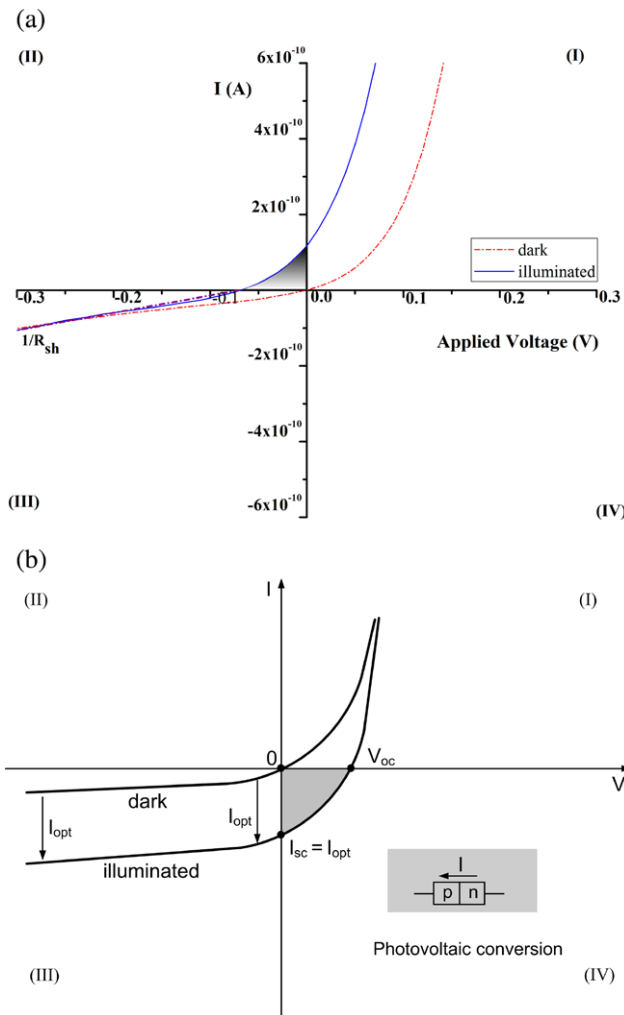 (a)
(II)
(I)
I (A)
6x10-10
4x10-10
2x10-10
dark
illuminated
-0.3
-0.2
-0.1
0.0
0.1
0.2
0.3
1/Rsh
Applied Voltage (V)
-2x10-10
-4x10-10
(III)
-6x10-10
(IV)
(b)
(II)
I
(I)
0
Voc
V
dark
Iopt
Iopt
Isc = Iopt
illuminated
I
p n
Photovoltaic conversion
(III)
(IV)